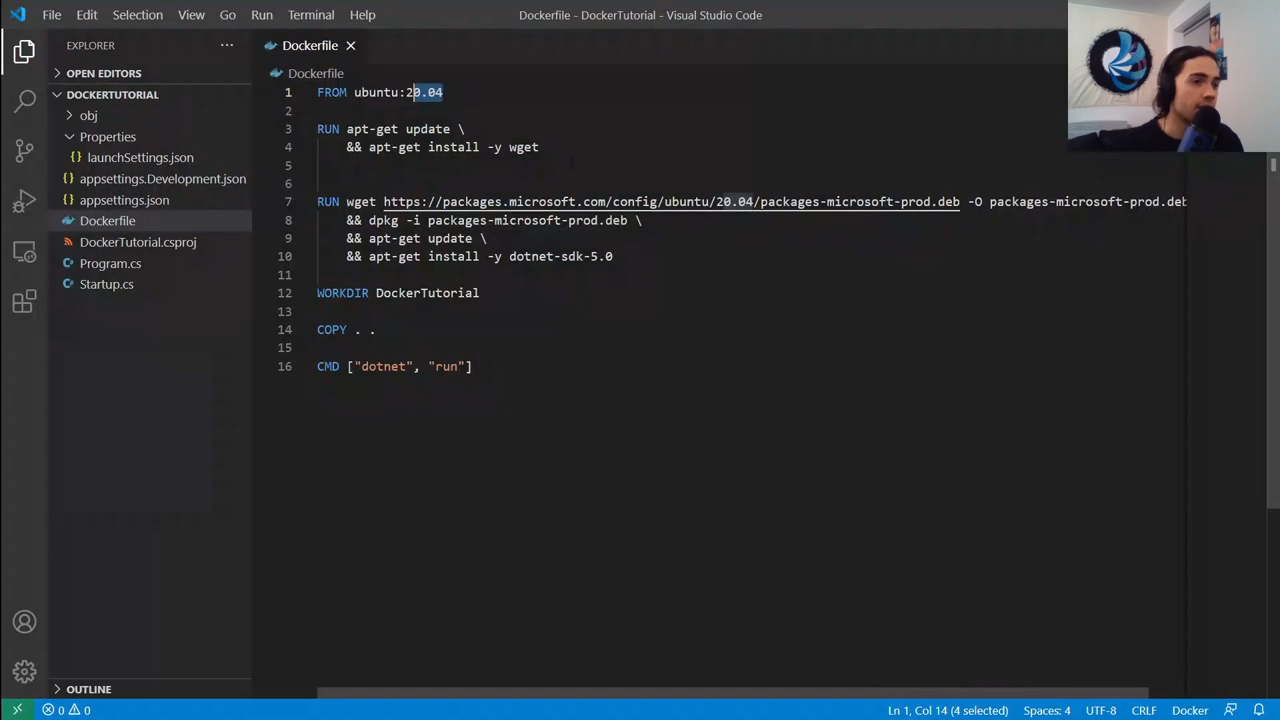 File Edit Selection View Go Run Terminal Help
Dockerfile - DockerTutorial - Visual Studio Code
EXPLORER
OPEN EDITORS
DOCKERTUTORIAL
obj
Properties
{} launchSettings.json
{} appsettings.Development.json
{} appsettings.json
Dockerfile
DockerTutorial.csproj
Program.cs
Startup.cs
OUTLINE
Dockerfile
Dockerfile
1 FROM ubuntu:20.04
2
3 RUN apt-get update \
4 && apt-get install -y wget
5
6
7 RUN wget https://packages.microsoft.com/config/ubuntu/20.04/packages-microsoft-prod.deb -O packages-microsoft-prod.deb
8 && dpkg -i packages-microsoft-prod.deb \
9 && apt-get update \
10 && apt-get install -y dotnet-sdk-5.0
11
12 WORKDIR DockerTutorial
13
14 COPY . .
15
16 CMD ["dotnet", "run"]
0 0
Ln 1, Col 14 (4 selected) Spaces: 4 UTF-8 CRLF Docker